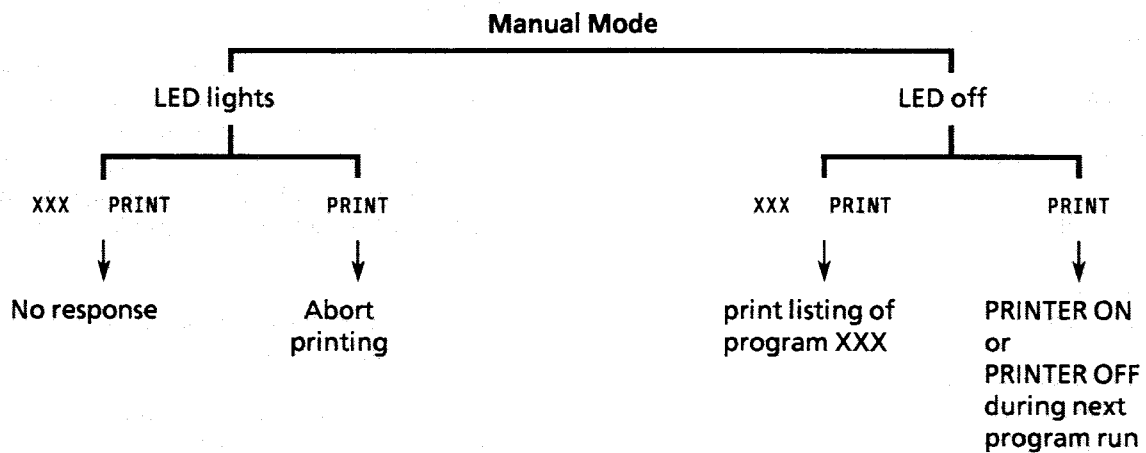 Manual Mode
LED lights
LED off
XXX PRINT
PRINT
XXX PRINT
PRINT
No response
Abort
printing
print listing of
program XXX
PRINTER ON
or
PRINTER OFF
during next
program run